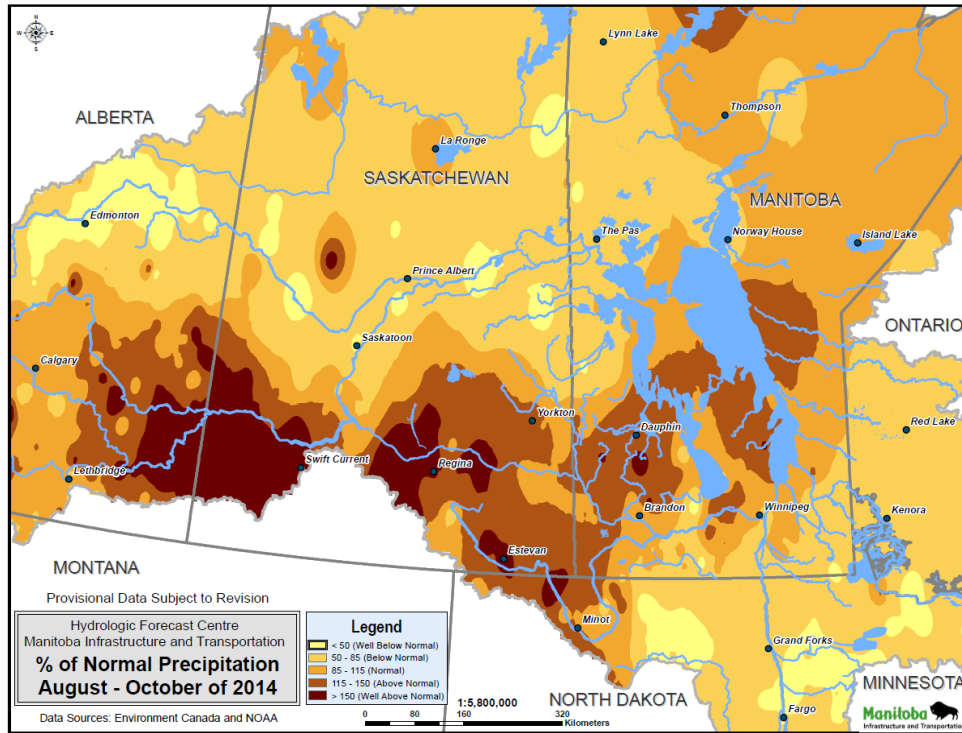 N
W E
S
Lynn Lake
ALBERTA
Thompson
La Ronge
SASKATCHEWAN
MANITOBA
Edmonton
The Pas
Norway House
Island Lake
Prince Albert
ONTARIO
Saskatoon
Calgary
Yorkton
Dauphin
Red Lake
Swift Current
Regina
Lethbridge
Brandon
Winnipeg
Kenora
Estevan
MONTANA
Provisional Data Subject to Revision
Hydrologic Forecast Centre
Manitoba Infrastructure and Transportation
% of Normal Precipitation
August - October of 2014
Data Sources: Environment Canada and NOAA
Legend
< 50 (Well Below Normal)
50 - 85 (Below Normal)
85 - 115 (Normal)
115 - 150 (Above Normal)
> 150 (Well Above Normal)
Minot
Grand Forks
MINNESOTA
NORTH DAKOTA
1:5,800,000
0 80 160 320
Kilometers
Fargo
Manitoba
Infrastructure and Transportation